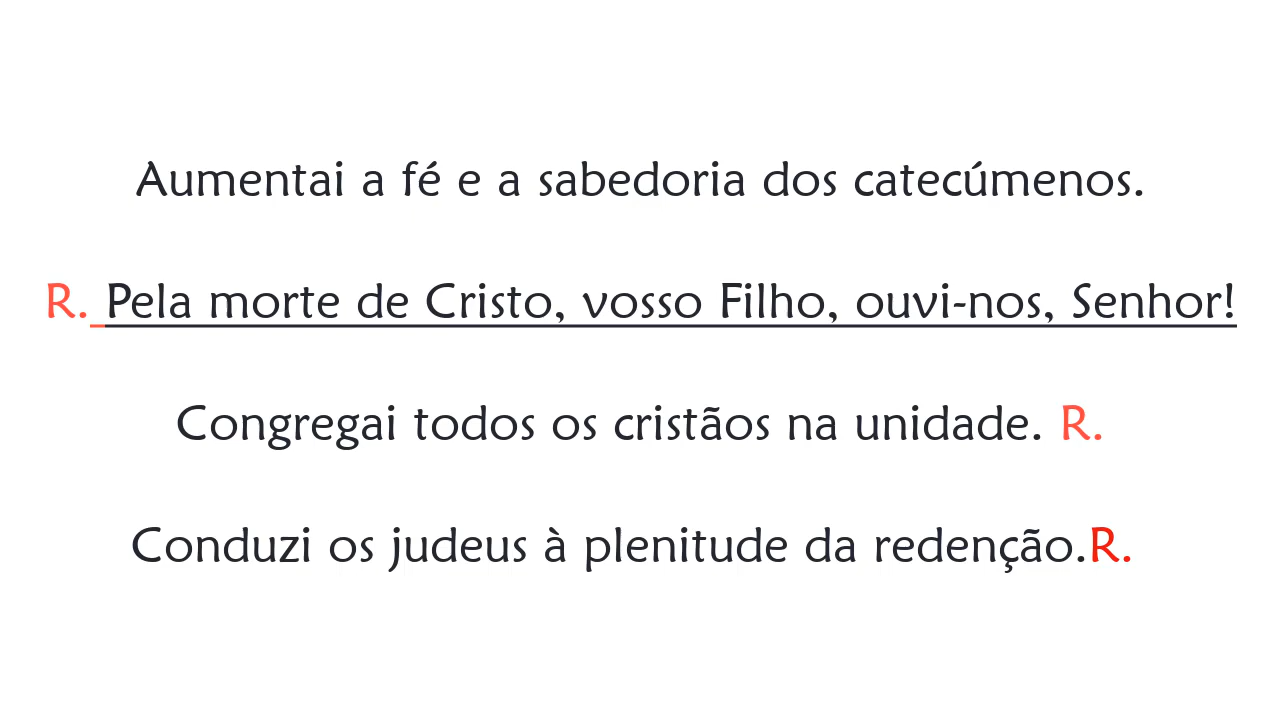 Aumentai a fé e a sabedoria dos catecúmenos.
R. Pela morte de Cristo, vosso Filho, ouvi-nos, Senhor!
Congregai todos os cristãos na unidade. R.
Conduzi os judeus à plenitude da redenção.R.